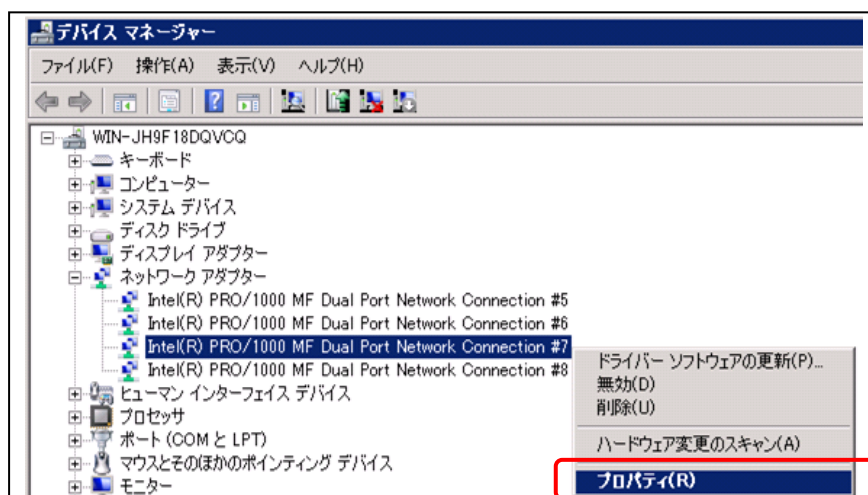 デバイス マネージャー
ファイル(F) 操作(A) 表示(V) ヘルプ(H)
WIN-JH9F18DQVCQ
キーボード
コンピューター
システム デバイス
ディスク ドライブ
ディスプレイ アダプター
ネットワーク アダプター
Intel(R) PRO/1000 MF Dual Port Network Connection #5
Intel(R) PRO/1000 MF Dual Port Network Connection #6
Intel(R) PRO/1000 MF Dual Port Network Connection #7
Intel(R) PRO/1000 MF Dual Port Network Connection #8
ヒューマン インターフェイス デバイス
プロセッサ
ポート (COM と LPT)
マウスとそのほかのポインティング デバイス
モニター
ドライバー ソフトウェアの更新(P)...
無効(D)
削除(U)
ハードウェア変更のスキャン(A)
プロパティ(R)